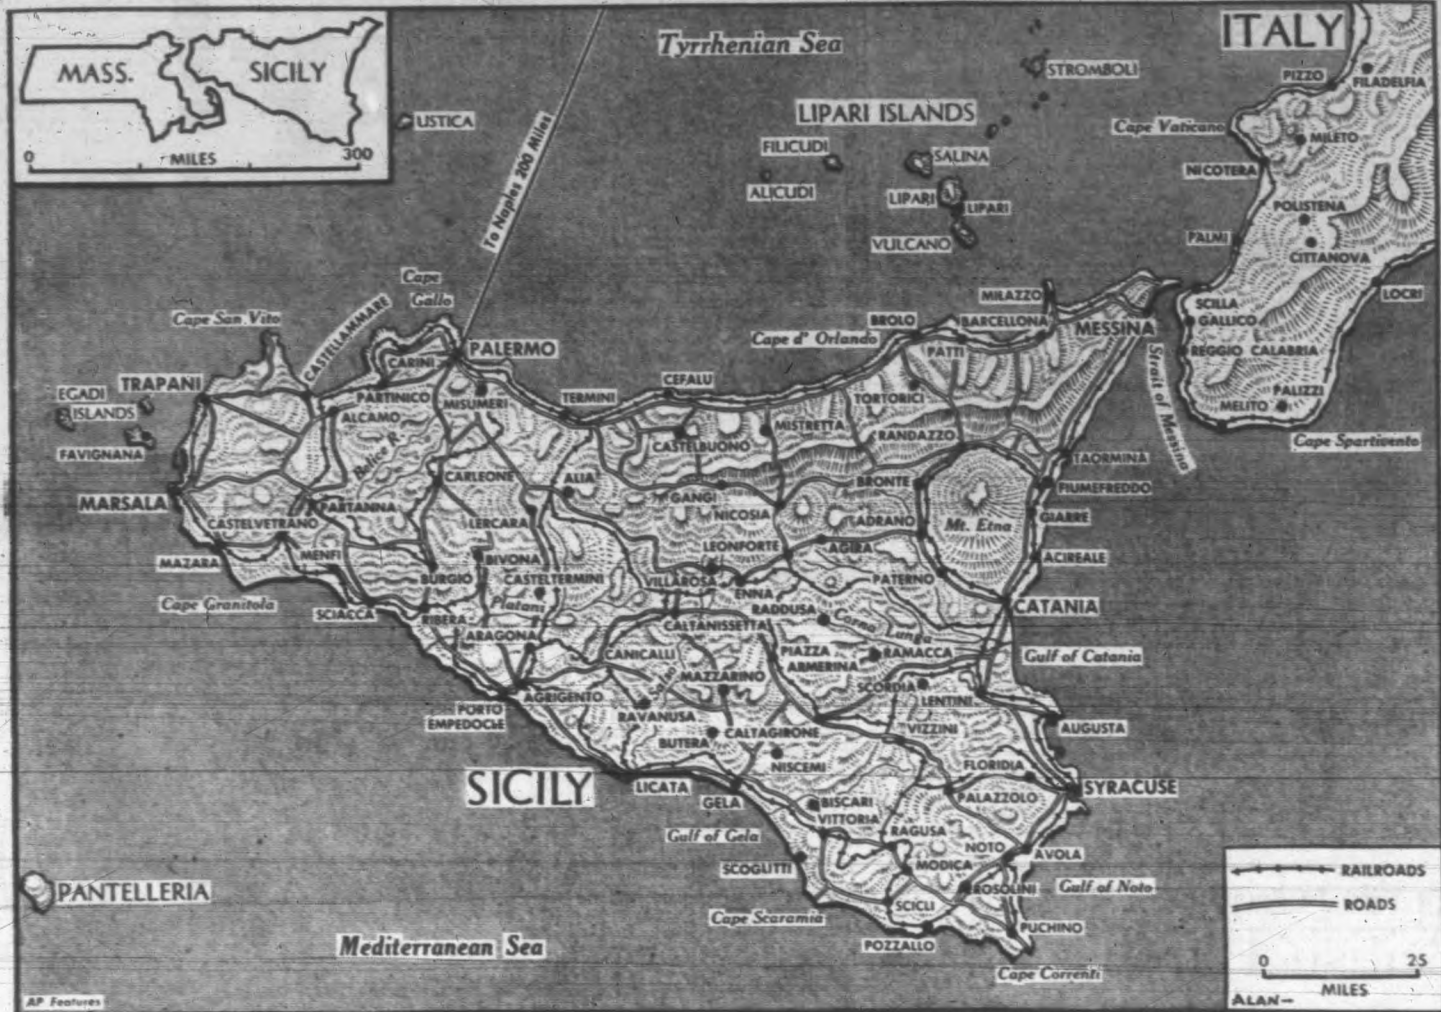 MASS.
SICILY
0
MILES
300
Tyrrhenian Sea
ITALY
STROMBOLI
PIZZO
FILADELFIA
USTICA
LIPARI ISLANDS
Cape Vaticano
MILETO
FILICUDI
SALINA
NICOTERA
ALICUDI
LIPARI
LIPARI
POLISTENA
To Naples 200 Miles
VULCANO
PALMI
CITTANOVA
Cape
Gallo
MILAZZO
LOCRI
SCILLA
Cape San Vito
CASTELLAMMARE
BROLO
BARCELLONA
MESSINA
GALLICO
Cape d' Orlando
PATTI
PALERMO
CARINI
REGGIO CALABRIA
Strait of Messina
TRAPANI
EGADI
ISLANDS
PARTINICO
MISUMERI
TERMINI
CEFALU
TORTORICI
PALIZZI
MELITO
ALCAMO
MISTRETTA
RANDAZZO
Cape Spartivento
CASTELBUONO
FAVIGNANA
Belice R.
TAORMINA
CARLEONE
ALIA
BRONTE
FIUMEFREDDO
MARSALA
PARTANNA
GANGI
NICOSIA
GIARRE
CASTELVETRANO
LERCARA
ADRANO
Mt. Etna
LEONFORTE
AGIRA
MENFI
BIVONA
ACIREALE
MAZARA
BURGIO
CASTELTERMINI
VILLAROSA
PATERNO
ENNA
Cape Granitola
SCIACCA
RIBERA
Platani
RADDUSA
CATANIA
CALTANISSETTA
Corna Lunga
ARAGONA
CANICALLI
PIAZZA
ARMERINA
RAMACCA
Gulf of Catania
Salso
MAZZARINO
SCORDIA
AGRIGENTO
LENTINI
PORTO
EMPEDOCLE
RAVANUSA
AUGUSTA
BUTERA
CALTAGIRONE
VIZZINI
NISCEMI
FLORIDIA
SICILY
LICATA
GELA
BISCARI
PALAZZOLO
SYRACUSE
VITTORIA
Gulf of Gela
RAGUSA
NOTO
AVOLA
SCOGLITTI
MODICA
PANTELLERIA
ROSOLINI
Gulf of Noto
SCICLI
Cape Scaramia
PUCHINO
POZZALLO
Mediterranean Sea
Cape Correnti
RAILROADS
ROADS
0
25
MILES
ALAN—
AP Features